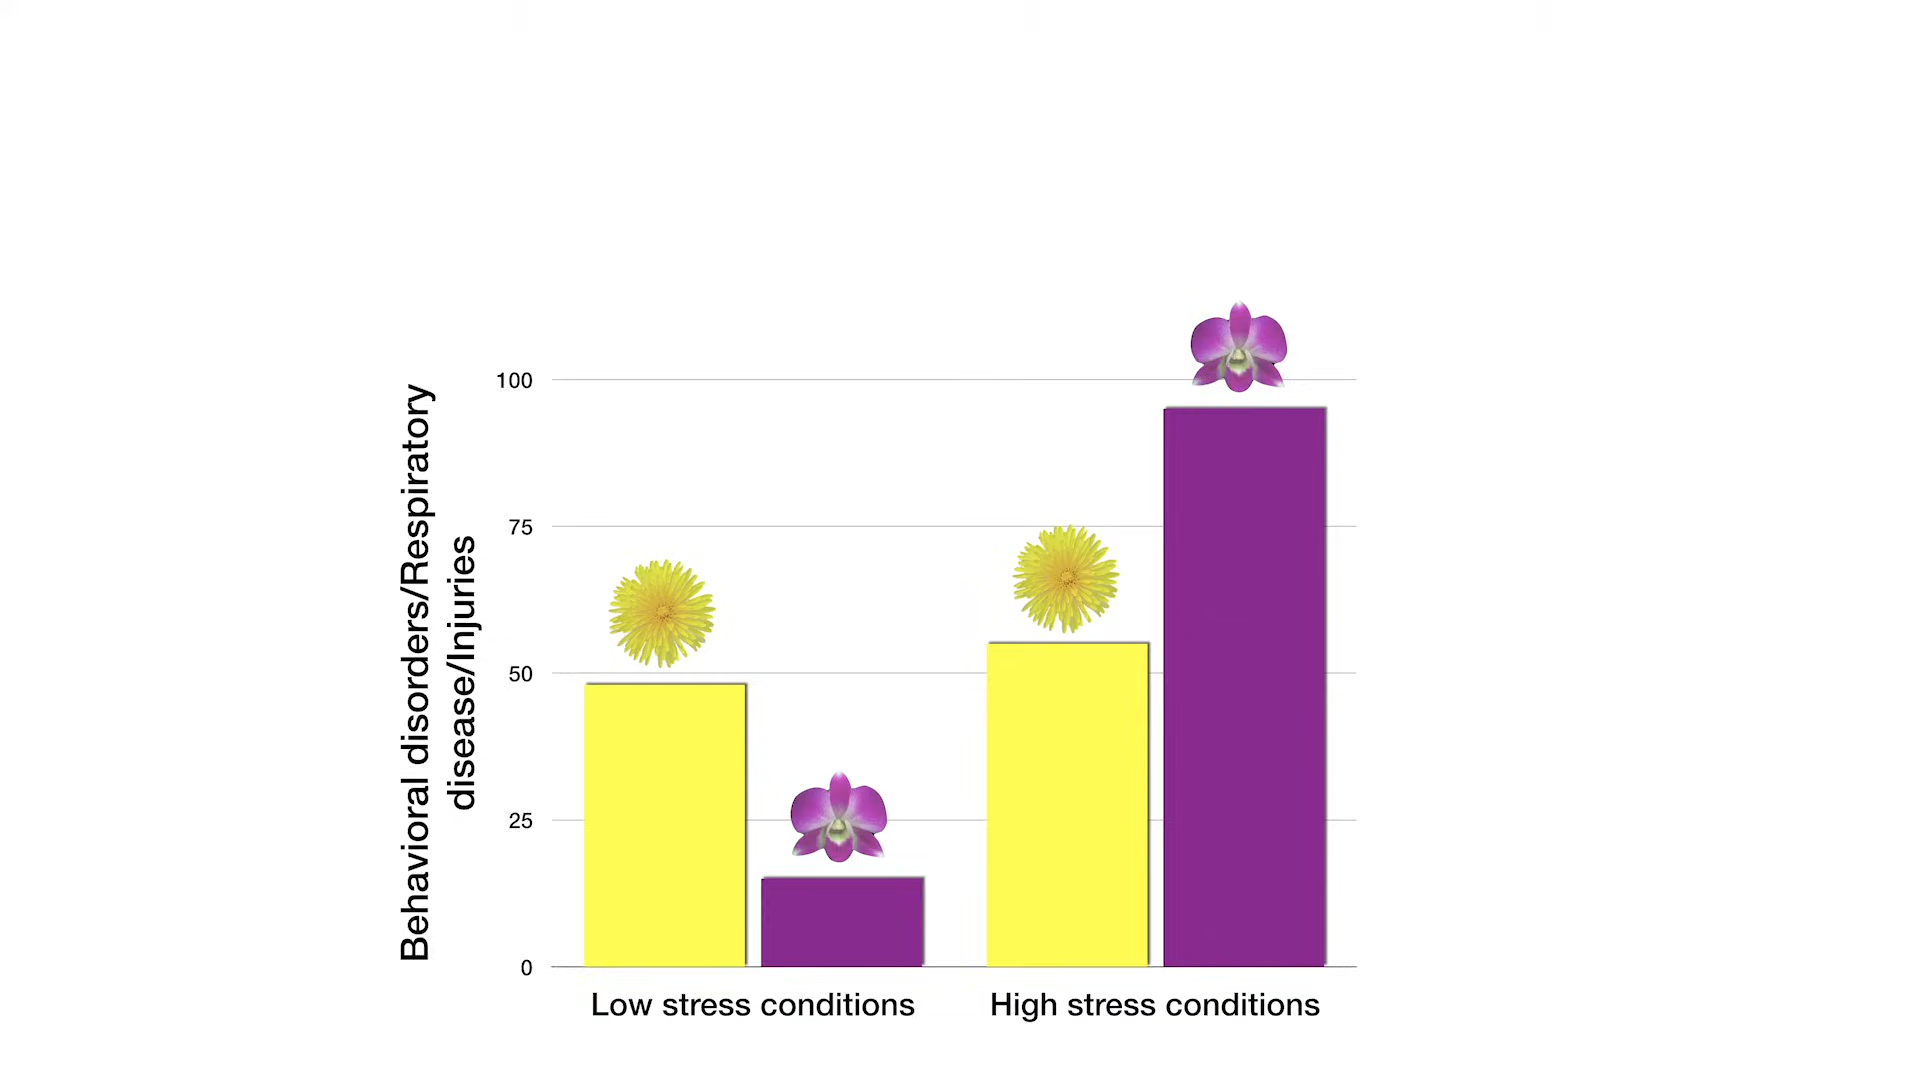 Behavioral disorders/Respiratory
disease/Injuries
100
75
50
25
0
Low stress conditions
High stress conditions